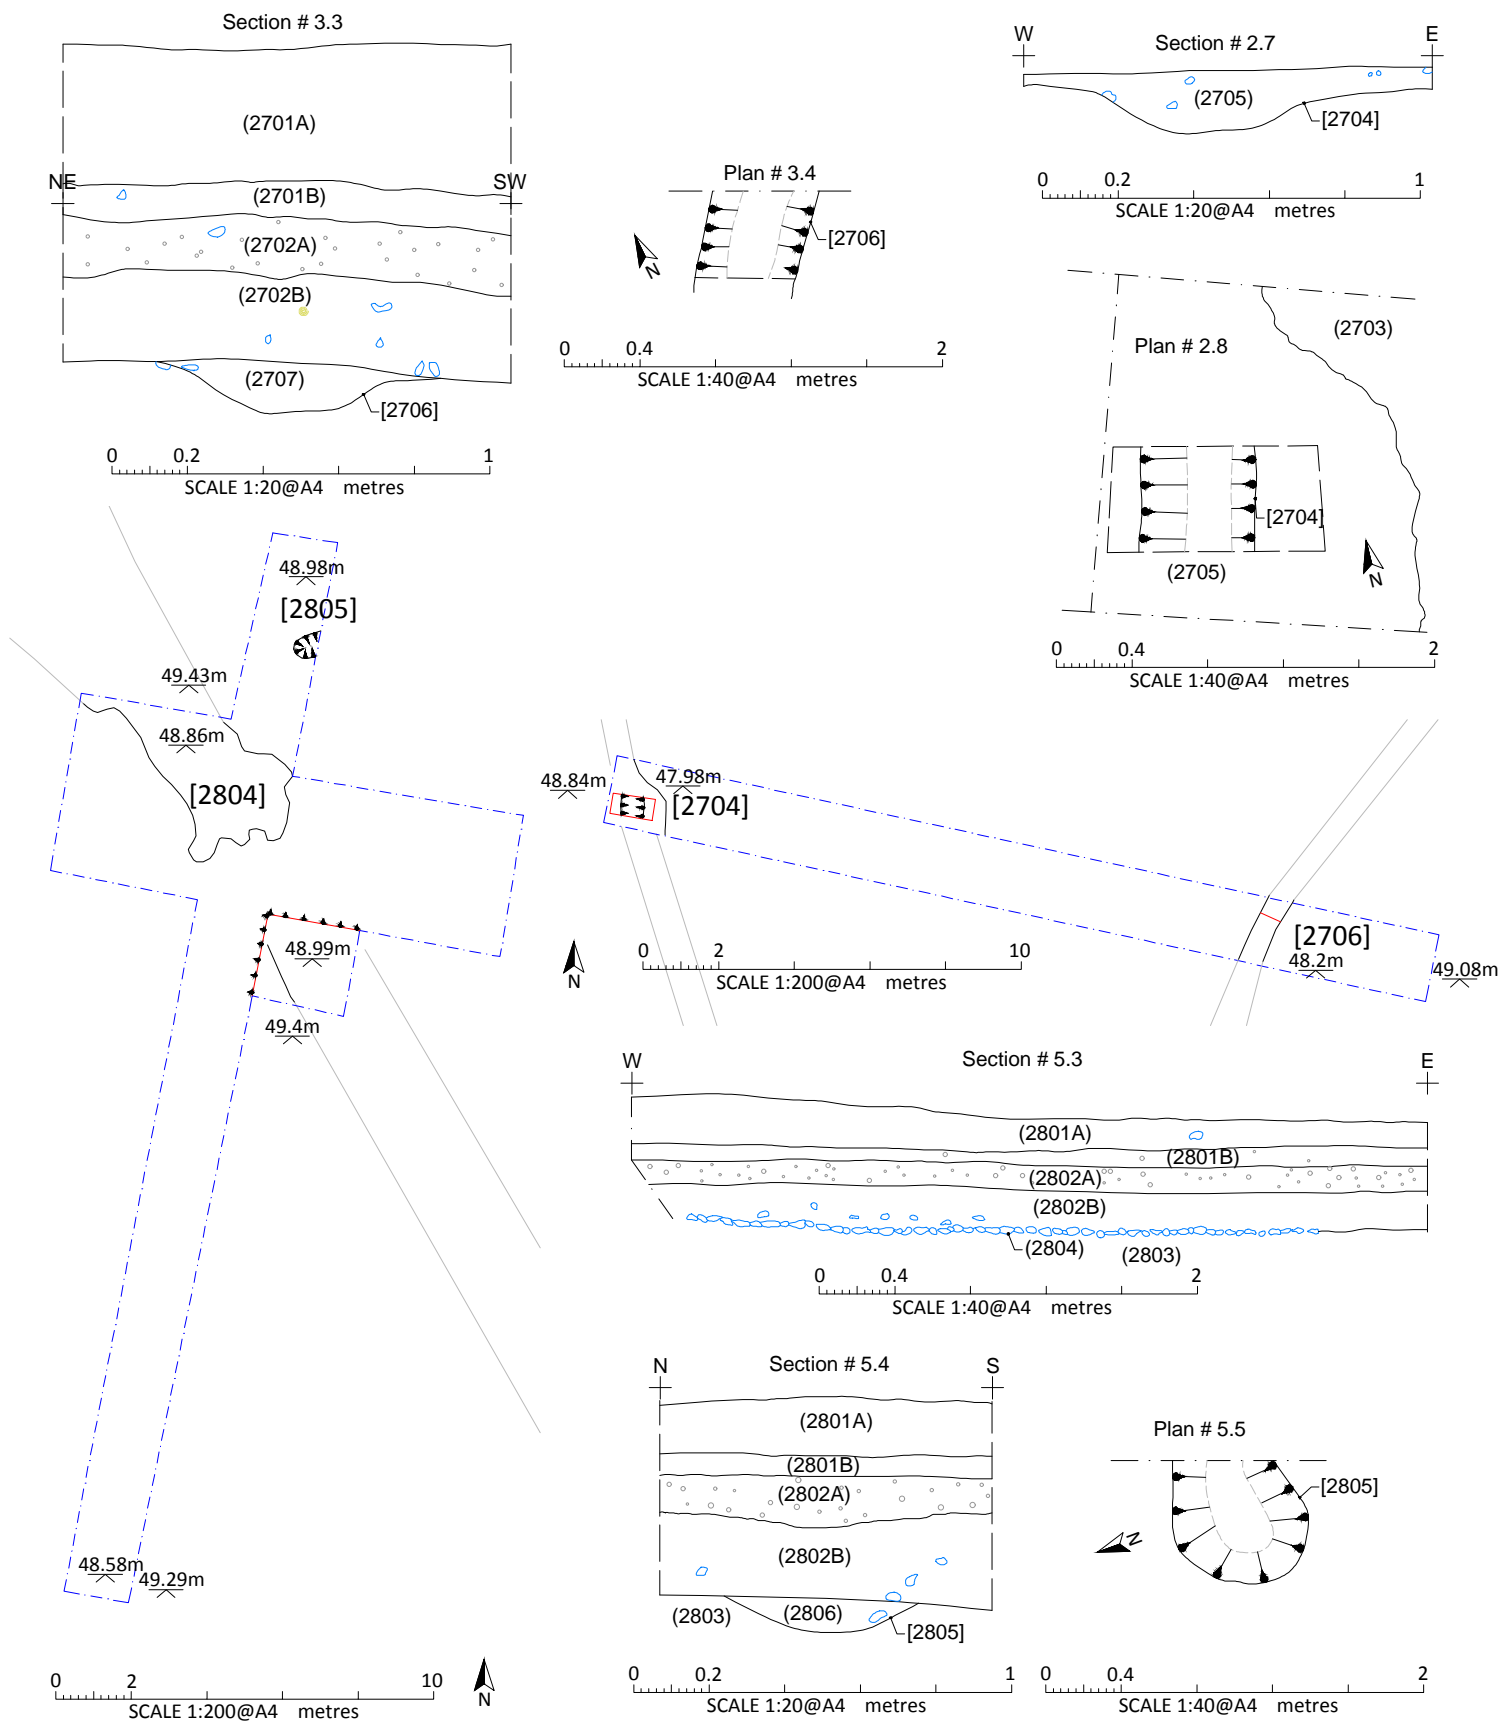 Section # 3.3
(2701A)
NE
SW
(2701B)
(2702A)
(2702B)
(2707)
[2706]
0 0.2 1
SCALE 1:20@A4 metres
Plan # 3.4
[2706]
N
0 0.4 2
SCALE 1:40@A4 metres
W
E
Section # 2.7
(2705)
[2704]
0 0.2 1
SCALE 1:20@A4 metres
(2703)
Plan # 2.8
[2704]
(2705)
N
0 0.4 2
SCALE 1:40@A4 metres
48.98m
[2805]
49.43m
48.86m
[2804]
48.99m
49.4m
48.58m
49.29m
0 2 10
SCALE 1:200@A4 metres
N
48.84m
47.98m
[2704]
[2706]
48.2m
49.08m
N
0 2 10
SCALE 1:200@A4 metres
W
Section # 5.3
E
(2801A)
(2801B)
(2802A)
(2802B)
(2804)
(2803)
0 0.4 2
SCALE 1:40@A4 metres
N
Section # 5.4
S
(2801A)
(2801B)
(2802A)
(2802B)
(2803)
(2806)
[2805]
0 0.2 1
SCALE 1:20@A4 metres
Plan # 5.5
[2805]
N
0 0.4 2
SCALE 1:40@A4 metres